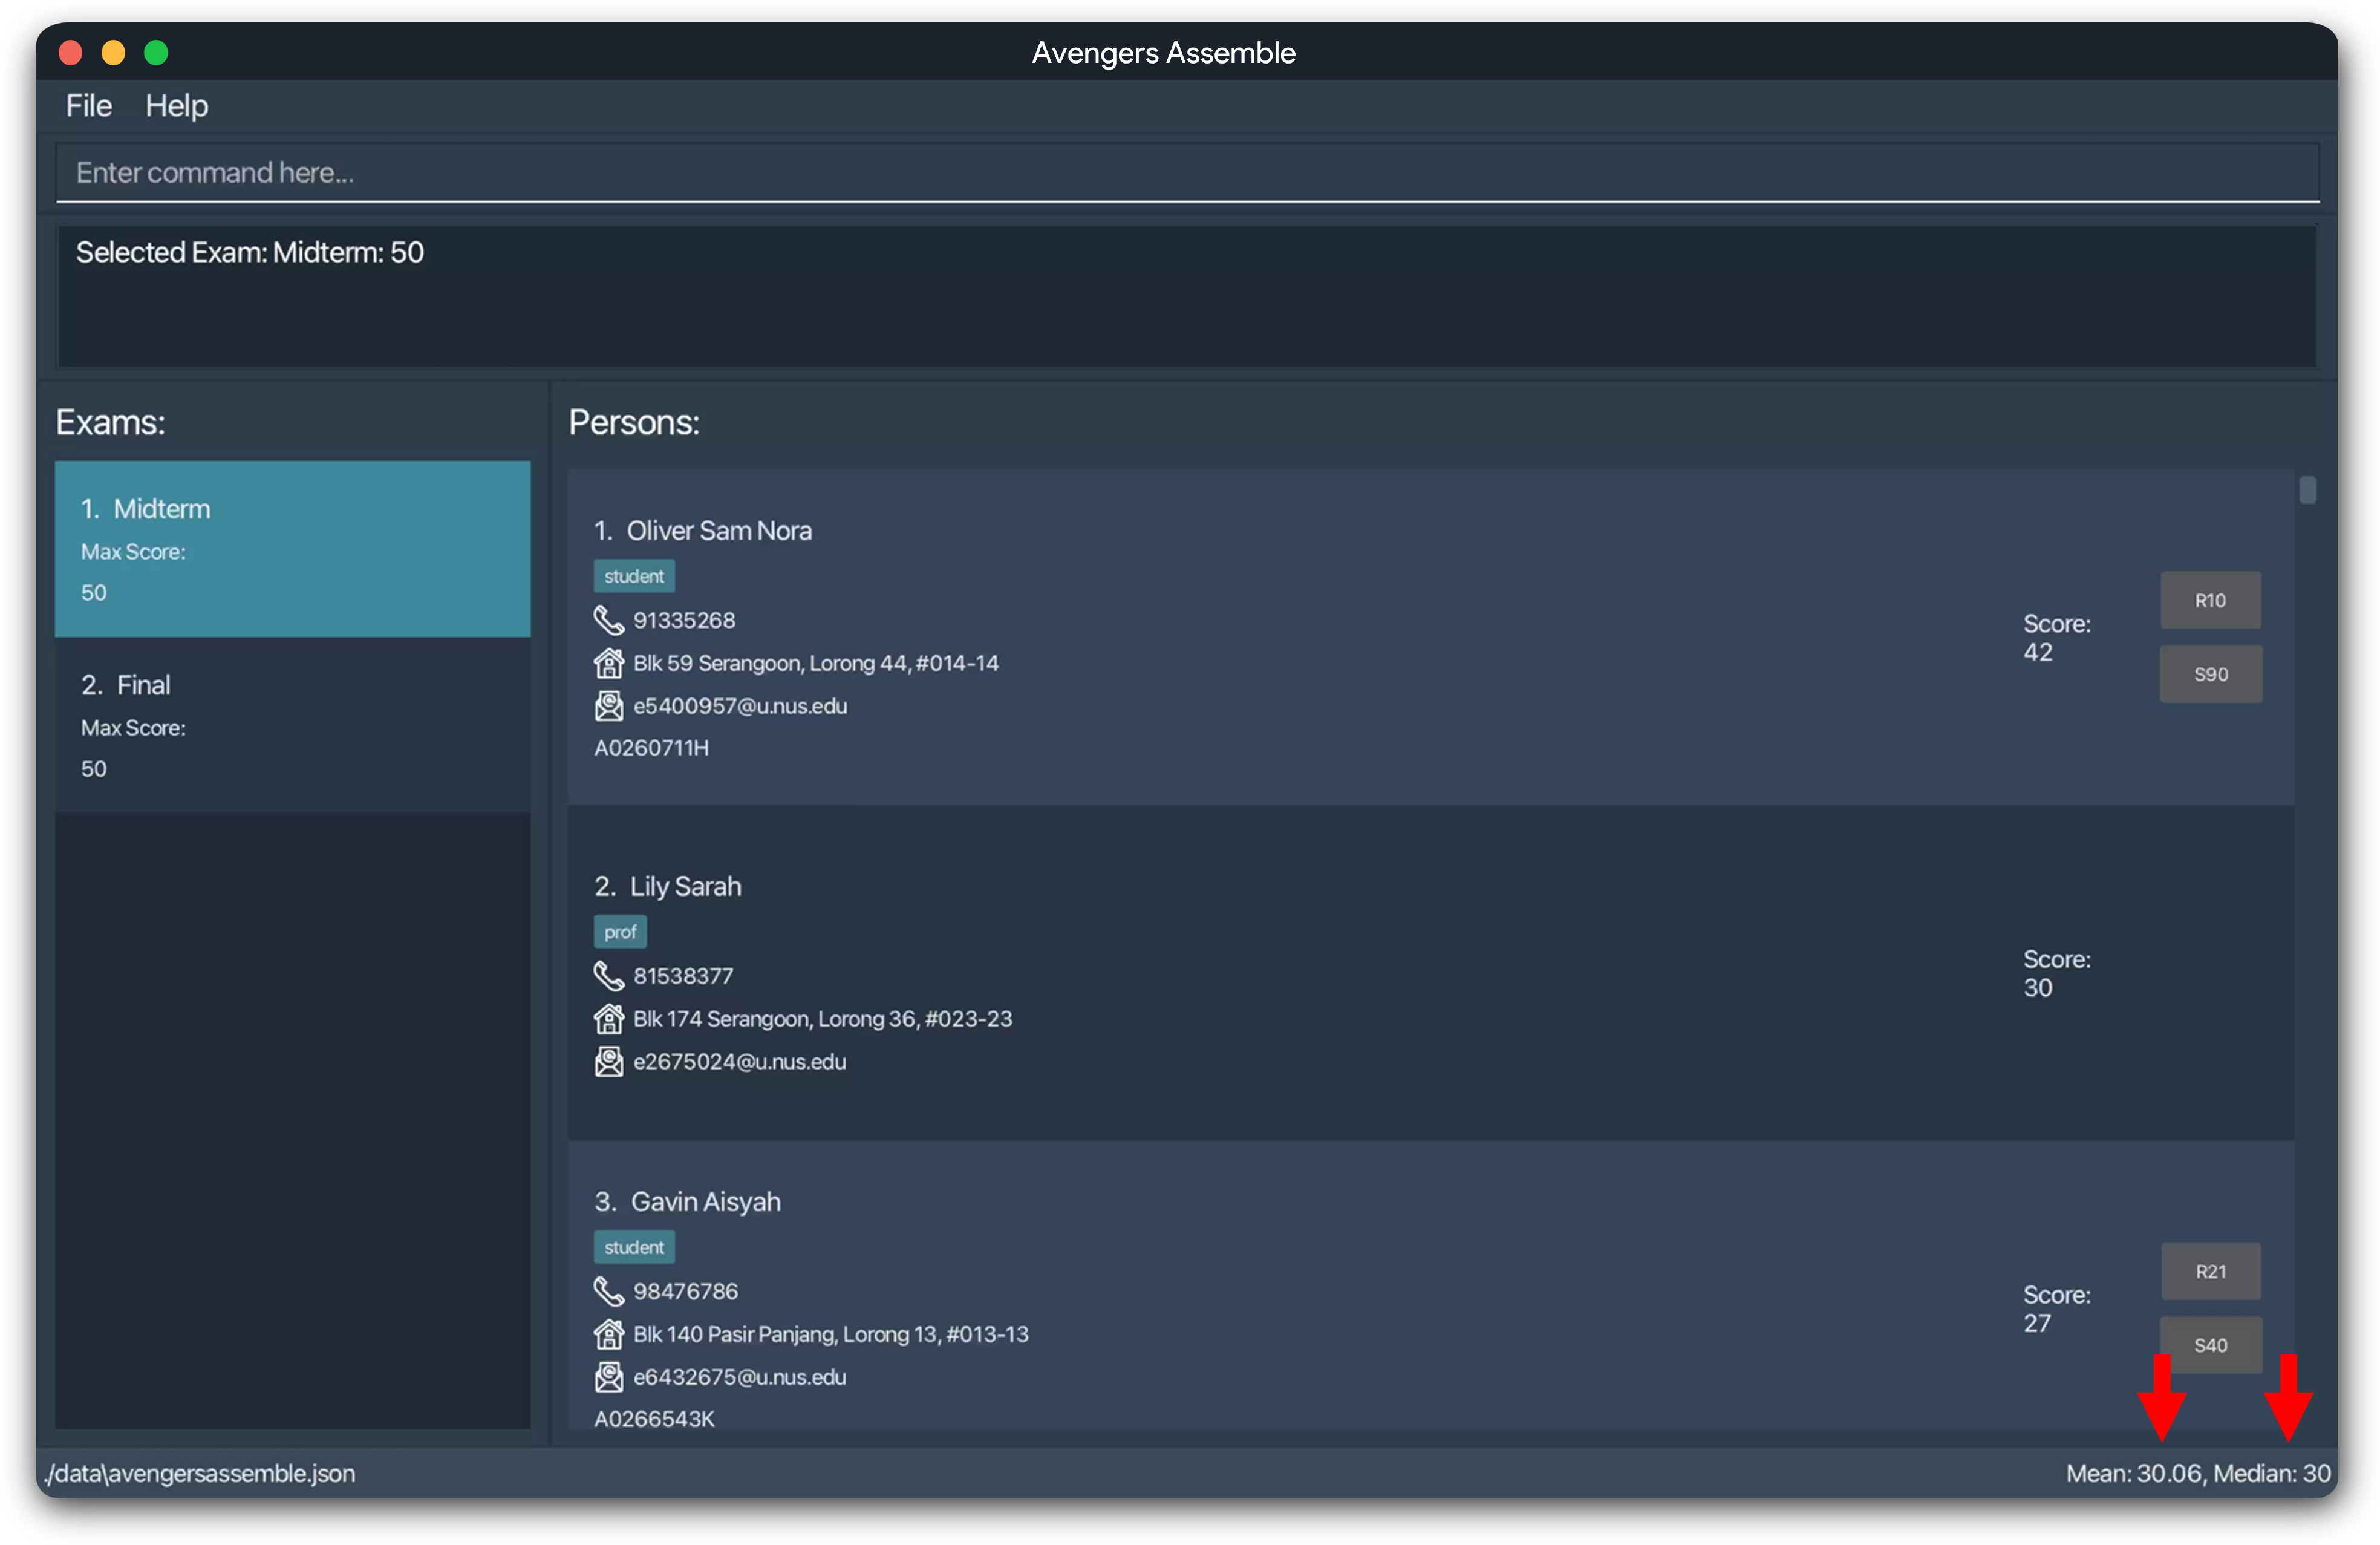 Avengers Assemble
File Help
Enter command here...
Selected Exam: Midterm: 50
Exams:
1. Midterm
Max Score:
50
2. Final
Max Score:
50
Persons:
1. Oliver Sam Nora
student
91335268
Blk 59 Serangoon, Lorong 44, #014-14
e5400957@u.nus.edu
A0260711H
Score:
42
R10
S90
2. Lily Sarah
prof
81538377
Blk 174 Serangoon, Lorong 36, #023-23
e2675024@u.nus.edu
Score:
30
3. Gavin Aisyah
student
98476786
Blk 140 Pasir Panjang, Lorong 13, #013-13
e6432675@u.nus.edu
A0266543K
Score:
27
R21
S40
./data\avengersassemble.json
Mean: 30.06, Median: 30